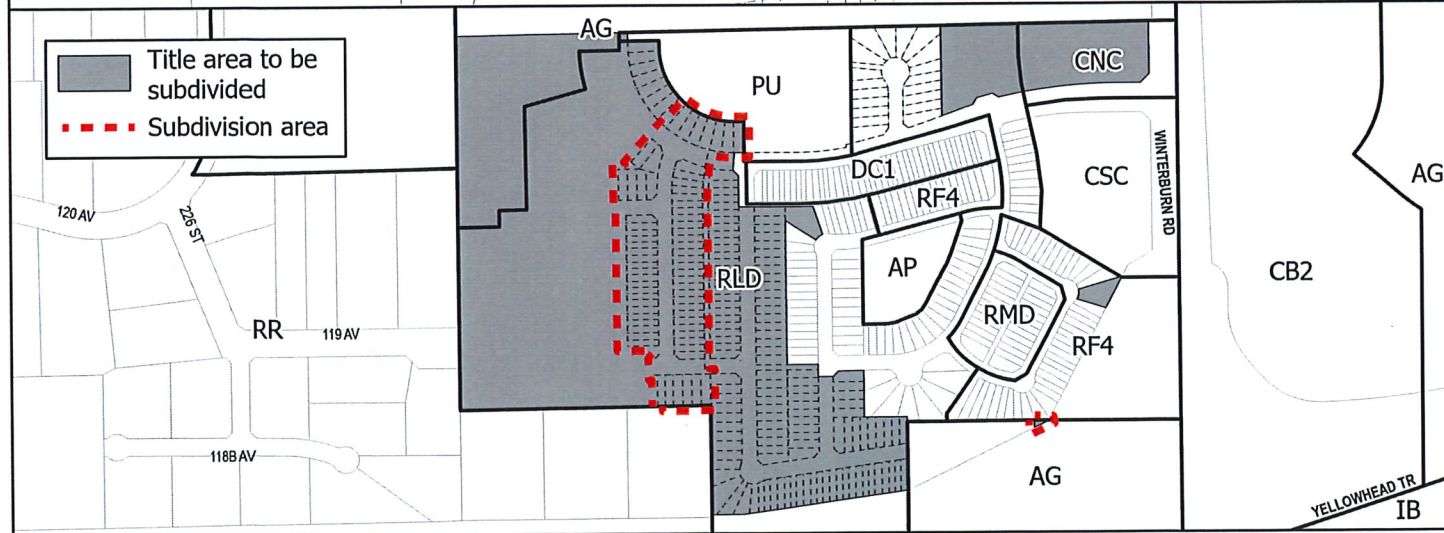 AG
Title area to be
subdivided
Subdivision area
PU
CNC
WINTERBURN RD
DC1
RF4
CSC
AG
120 AV
226 ST
AP
RLD
CB2
RMD
RR
119 AV
RF4
118B AV
AG
YELLOWHEAD TR
IB